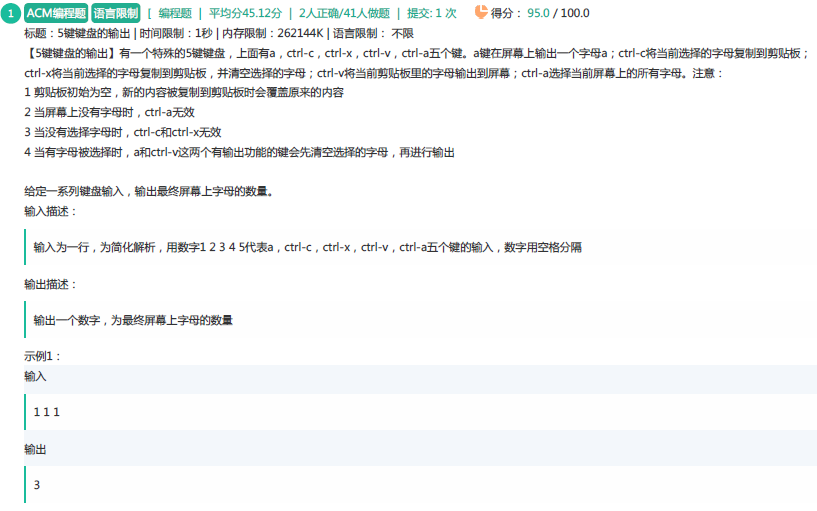 1 ACM编程题 语言限制 [ 编程题 | 平均分45.12分 | 2人正确/41人做题 | 提交: 1 次 得分： 95.0 / 100.0
标题：5键键盘的输出 | 时间限制：1秒 | 内存限制：262144K | 语言限制： 不限
【5键键盘的输出】有一个特殊的5键键盘，上面有a，ctrl-c，ctrl-x，ctrl-v，ctrl-a五个键。a键在屏幕上输出一个字母a；ctrl-c将当前选择的字母复制到剪贴板；
ctrl-x将当前选择的字母复制到剪贴板，并清空选择的字母；ctrl-v将当前剪贴板里的字母输出到屏幕；ctrl-a选择当前屏幕上的所有字母。注意：
1 剪贴板初始为空，新的内容被复制到剪贴板时会覆盖原来的内容
2 当屏幕上没有字母时，ctrl-a无效
3 当没有选择字母时，ctrl-c和ctrl-x无效
4 当有字母被选择时，a和ctrl-v这两个有输出功能的键会先清空选择的字母，再进行输出
给定一系列键盘输入，输出最终屏幕上字母的数量。
输入描述：
输入为一行，为简化解析，用数字1 2 3 4 5代表a，ctrl-c，ctrl-x，ctrl-v，ctrl-a五个键的输入，数字用空格分隔
输出描述：
输出一个数字，为最终屏幕上字母的数量
示例1：
输入
1 1 1
输出
3